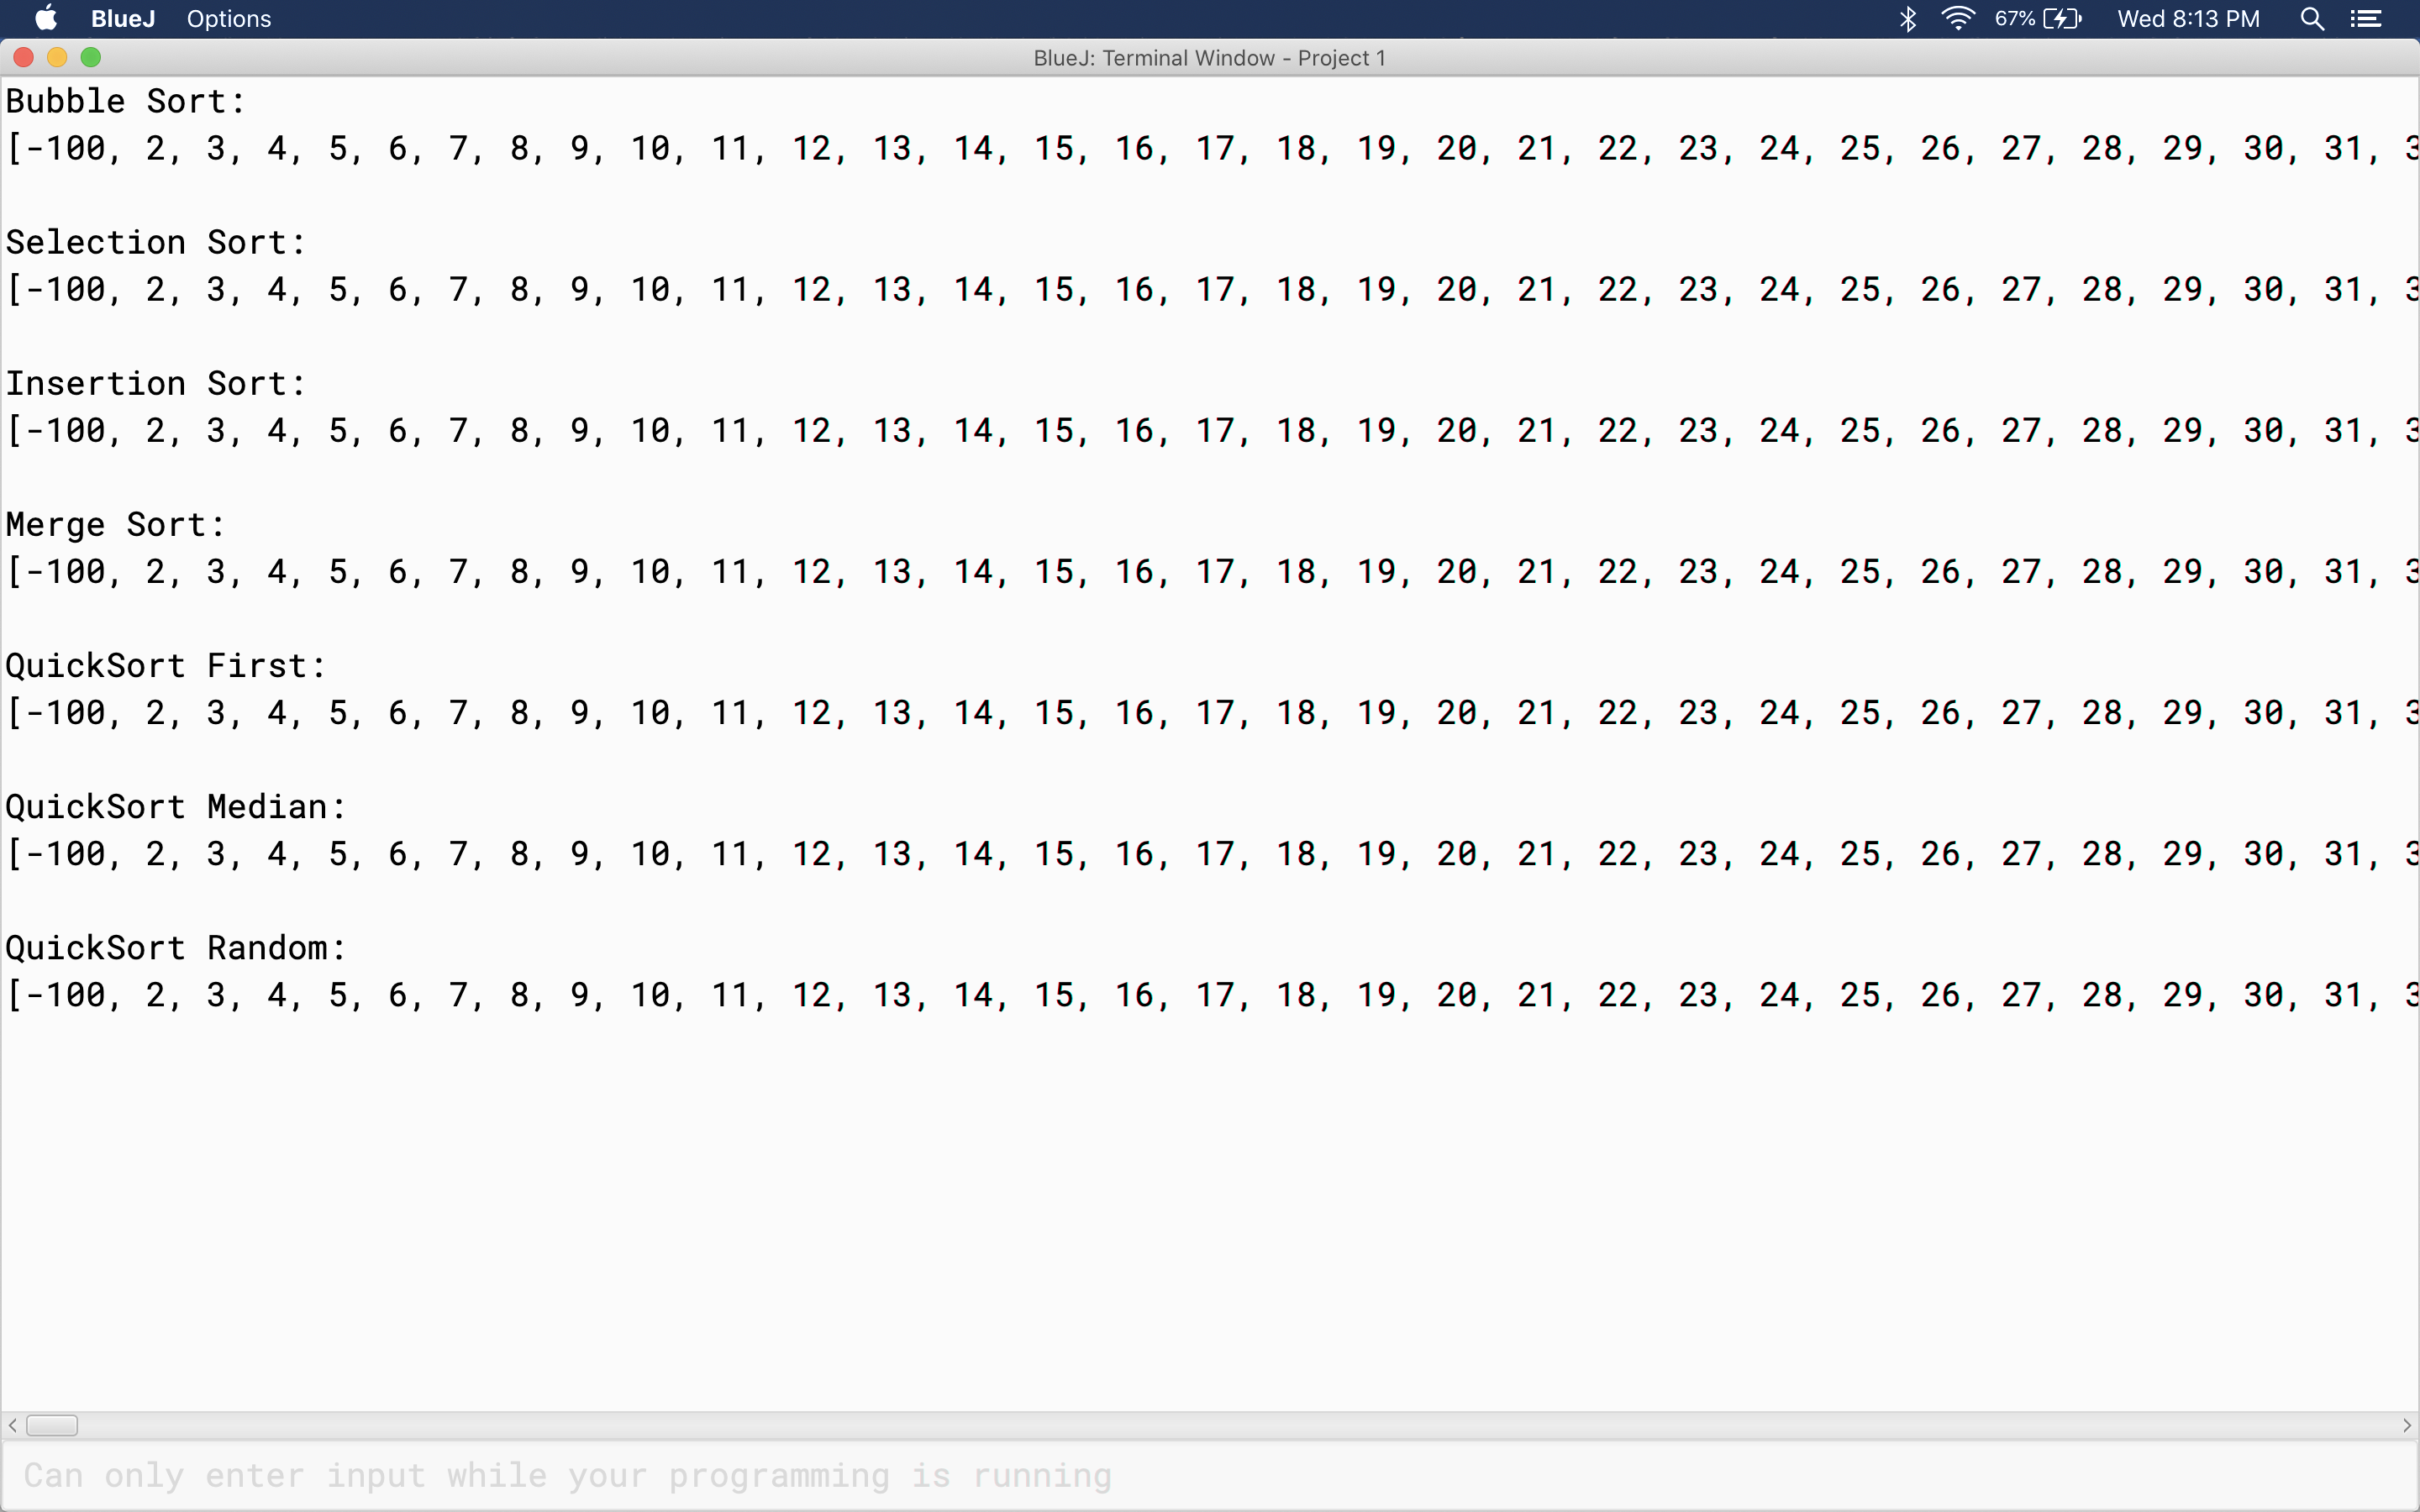 BlueJ Options 67% Wed 8:13 PM
BlueJ: Terminal Window - Project 1
Bubble Sort:
[-100, 2, 3, 4, 5, 6, 7, 8, 9, 10, 11, 12, 13, 14, 15, 16, 17, 18, 19, 20, 21, 22, 23, 24, 25, 26, 27, 28, 29, 30, 31, 3
Selection Sort:
[-100, 2, 3, 4, 5, 6, 7, 8, 9, 10, 11, 12, 13, 14, 15, 16, 17, 18, 19, 20, 21, 22, 23, 24, 25, 26, 27, 28, 29, 30, 31, 3
Insertion Sort:
[-100, 2, 3, 4, 5, 6, 7, 8, 9, 10, 11, 12, 13, 14, 15, 16, 17, 18, 19, 20, 21, 22, 23, 24, 25, 26, 27, 28, 29, 30, 31, 3
Merge Sort:
[-100, 2, 3, 4, 5, 6, 7, 8, 9, 10, 11, 12, 13, 14, 15, 16, 17, 18, 19, 20, 21, 22, 23, 24, 25, 26, 27, 28, 29, 30, 31, 3
QuickSort First:
[-100, 2, 3, 4, 5, 6, 7, 8, 9, 10, 11, 12, 13, 14, 15, 16, 17, 18, 19, 20, 21, 22, 23, 24, 25, 26, 27, 28, 29, 30, 31, 3
QuickSort Median:
[-100, 2, 3, 4, 5, 6, 7, 8, 9, 10, 11, 12, 13, 14, 15, 16, 17, 18, 19, 20, 21, 22, 23, 24, 25, 26, 27, 28, 29, 30, 31, 3
QuickSort Random:
[-100, 2, 3, 4, 5, 6, 7, 8, 9, 10, 11, 12, 13, 14, 15, 16, 17, 18, 19, 20, 21, 22, 23, 24, 25, 26, 27, 28, 29, 30, 31, 3
Can only enter input while your programming is running